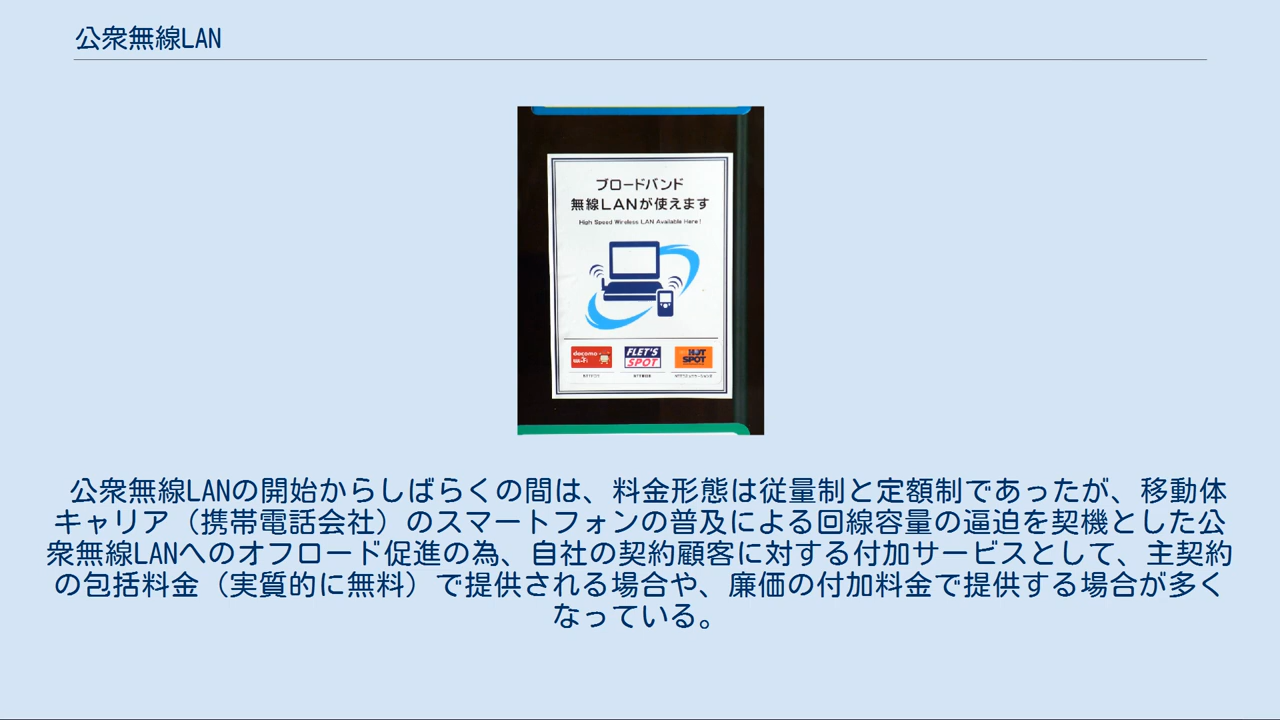 公衆無線LAN
ブロードバンド
無線LANが使えます
High Speed Wireless LAN Available Here!
docomo
Wi-Fi
FLET'S
SPOT
HOT
SPOT
公衆無線LANの開始からしばらくの間は、料金形態は従量制と定額制であったが、移動体
キャリア（携帯電話会社）のスマートフォンの普及による回線容量の逼迫を契機とした公
衆無線LANへのオフロード促進の為、自社の契約顧客に対する付加サービスとして、主契約
の包括料金（実質的に無料）で提供される場合や、廉価の付加料金で提供する場合が多く
なっている。